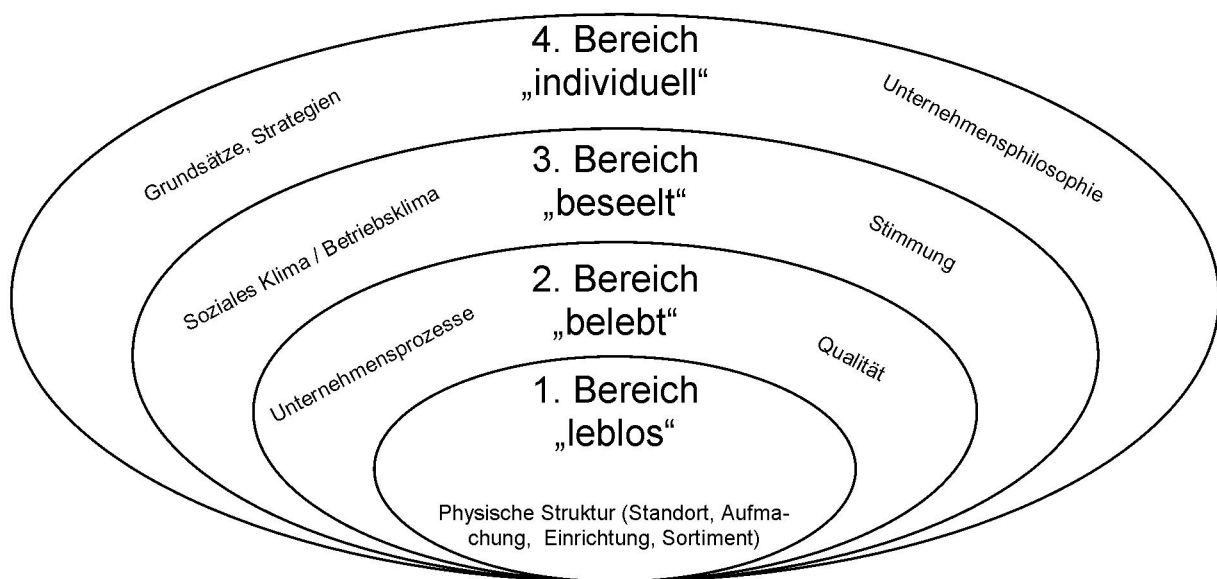 4. Bereich
„individuell“
Grundsätze, Strategien
Unternehmensphilosophie
3. Bereich
„beseelt“
Soziales Klima / Betriebsklima
Stimmung
2. Bereich
„belebt“
Unternehmensprozesse
Qualität
1. Bereich
„leblos“
Physische Struktur (Standort, Aufma-
chung,  Einrichtung, Sortiment)